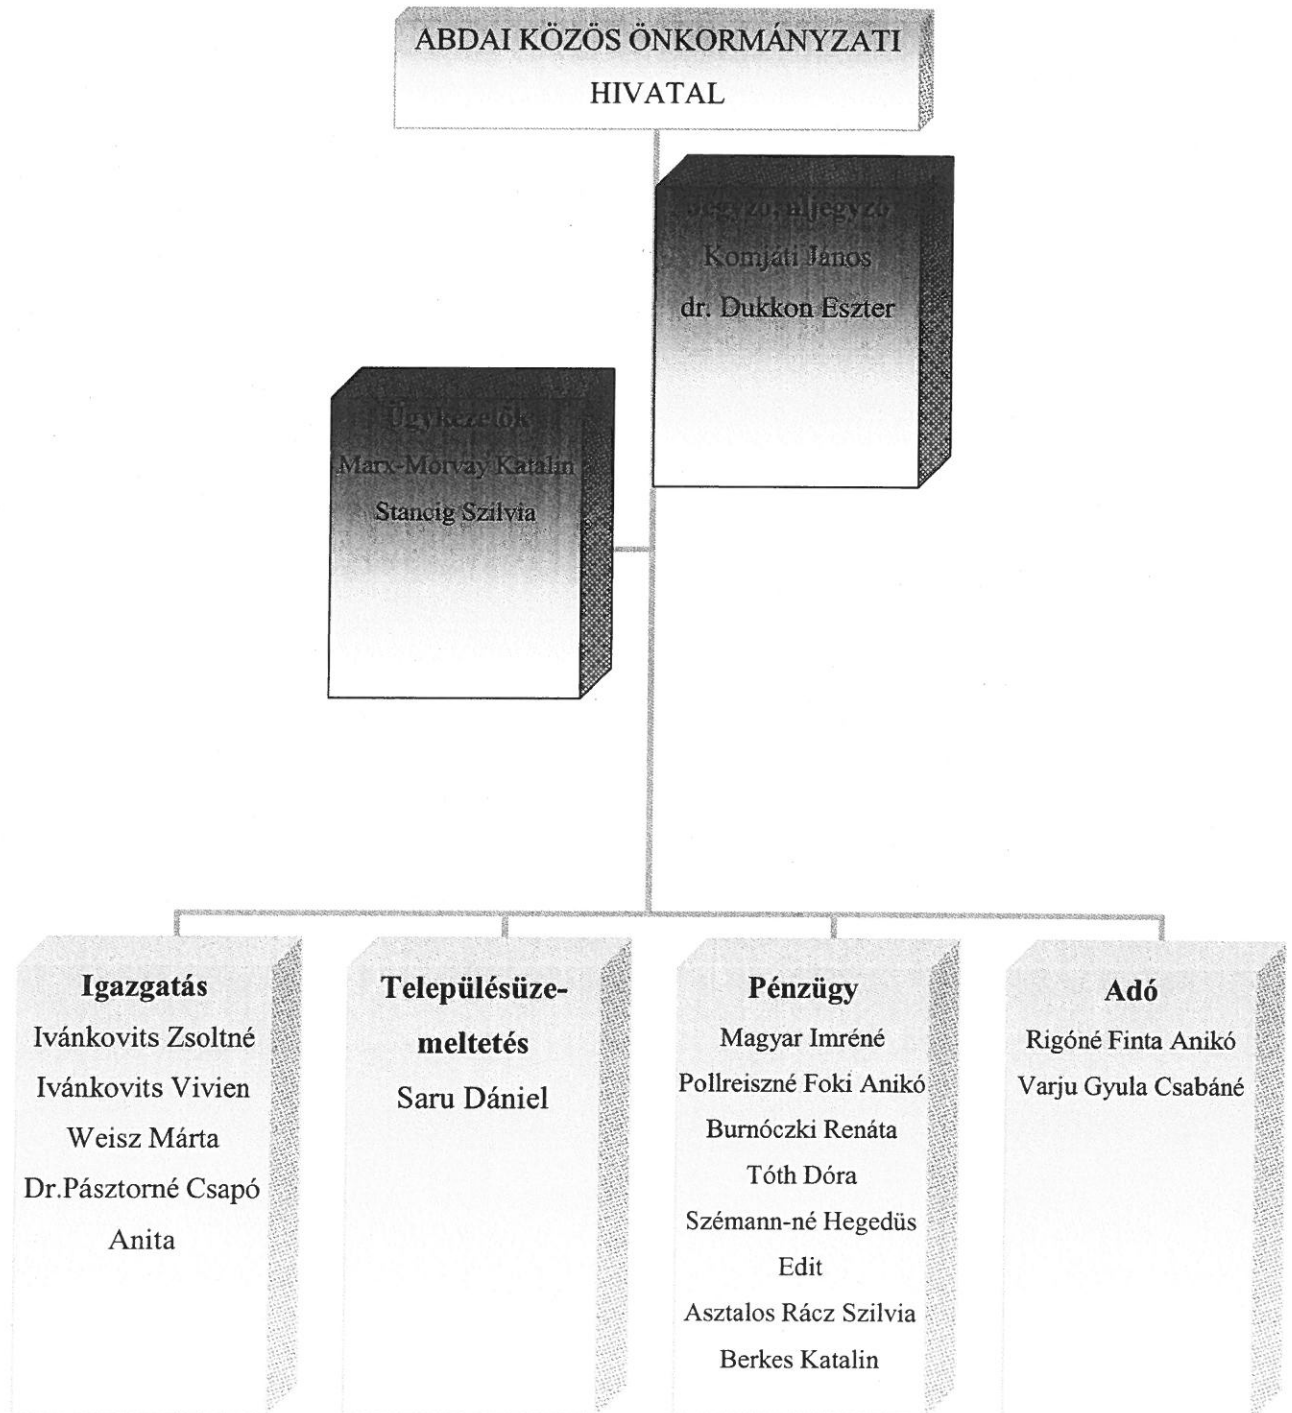 ABDAI KÖZÖS ÖNKORMÁNYZATI
HIVATAL
Jegyző, aljegyző
Komjáti János
dr. Dukkon Eszter
Ügykezelők
Marx-Morvay Katalin
Stancig Szilvia
Igazgatás
Ivánkovits Zsoltné
Ivánkovits Vivien
Weisz Márta
Dr.Pásztorné Csapó
Anita
Településüze-
meltetés
Saru Dániel
Pénzügy
Magyar Imréné
Pollreiszné Foki Anikó
Burnóczki Renáta
Tóth Dóra
Szémann-né Hegedüs
Edit
Asztalos Rácz Szilvia
Berkes Katalin
Adó
Rigóné Finta Anikó
Varju Gyula Csabáné